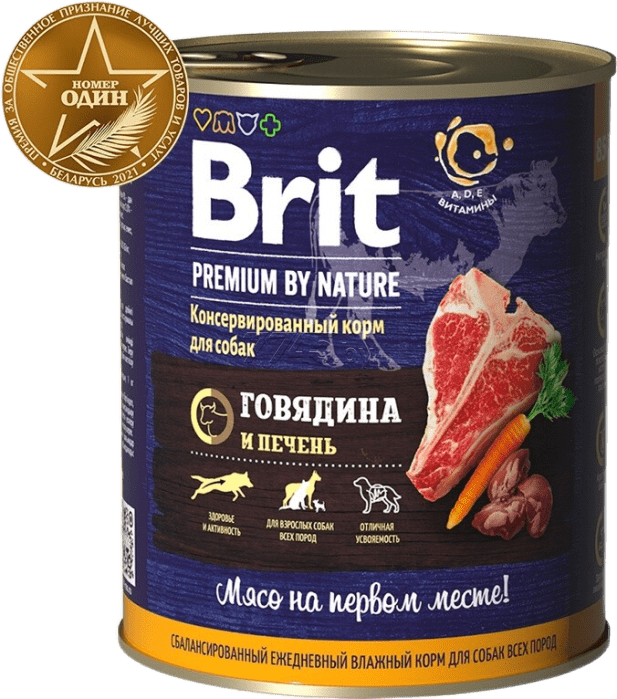 ПРЕМИЯ ЗА ОБЩЕСТВЕННОЕ ПРИЗНАНИЕ ЛУЧШИХ ТОВАРОВ И УСЛУГ
НОМЕР
ОДИН
БЕЛАРУСЬ 2021
Brit
A, D, E
ВИТАМИНЫ
PREMIUM BY NATURE
Консервированный корм
для собак
ГОВЯДИНА
И ПЕЧЕНЬ
ЗДОРОВЬЕ
И АКТИВНОСТЬ
ДЛЯ ВЗРОСЛЫХ СОБАК
ВСЕХ ПОРОД
ОТЛИЧНАЯ
УСВОЯЕМОСТЬ
Мясо на первом месте!
СБАЛАНСИРОВАННЫЙ ЕЖЕДНЕВНЫЙ ВЛАЖНЫЙ КОРМ ДЛЯ СОБАК ВСЕХ ПОРОД